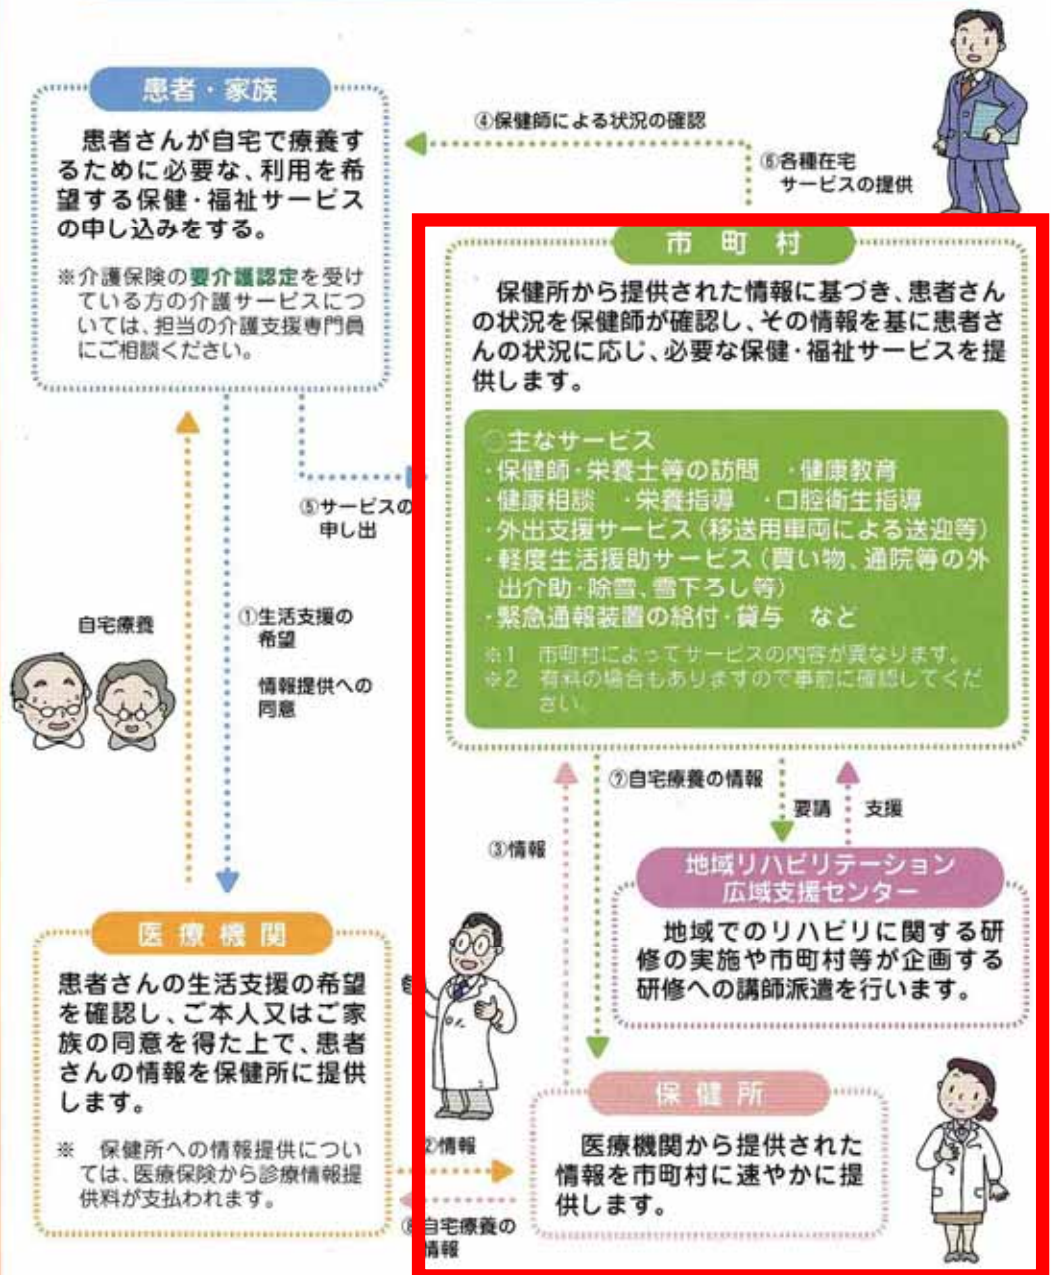 患者・家族
患者さんが自宅で療養す
るために必要な、利用を希
望する保健・福祉サービス
の申し込みをする。
※介護保険の要介護認定を受け
ている方の介護サービスにつ
いては、担当の介護支援専門員
にご相談ください。
④保健師による状況の確認
⑥各種在宅
サービスの提供
市町村
保健所から提供された情報に基づき、患者さん
の状況を保健師が確認し、その情報を基に患者さ
んの状況に応じ、必要な保健・福祉サービスを提
供します。
○主なサービス
・保健師・栄養士等の訪問 ・健康教育
・健康相談 ・栄養指導 ・口腔衛生指導
・外出支援サービス(移送用車両による送迎等)
・軽度生活援助サービス(買い物、通院等の外
出介助・除雪、雪下ろし等)
・緊急通報装置の給付・貸与 など
※1 市町村によってサービスの内容が異なります。
※2 有料の場合もありますので事前に確認してくだ
さい。
⑤サービスの
申し出
①生活支援の
希望
情報提供への
同意
自宅療養
⑦自宅療養の情報
要請
支援
③情報
地域リハビリテーション
広域支援センター
地域でのリハビリに関する研
修の実施や市町村等が企画する
研修への講師派遣を行います。
医療機関
患者さんの生活支援の希望
を確認し、ご本人又はご家
族の同意を得た上で、患者
さんの情報を保健所に提供
します。
※ 保健所への情報提供につい
ては、医療保険から診療情報提
供料が支払われます。
②情報
⑧自宅療養の
情報
保健所
医療機関から提供された
情報を市町村に速やかに提
供します。